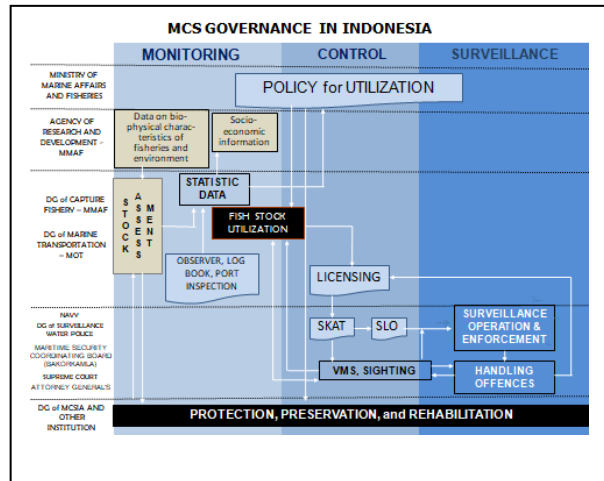 MCS GOVERNANCE IN INDONESIA
MONITORING
CONTROL
SURVEILLANCE
MINISTRY OF
MARINE AFFAIRS
AND FISHERIES
POLICY for UTILIZATION
AGENCY OF
RESEARCH AND
DEVELOPMENT –
MMAF
Data on bio-
physical charac-
teristics of
fisheries and
environment
Socio-
economic
information
DG OF CAPTURE
FISHERY – MMAF
DG OF MARINE
TRANSPORTATION –
MOT
STOCK
ASSESS
MENT
STATISTIC
DATA
FISH STOCK
UTILIZATION
OBSERVER, LOG
BOOK, PORT
INSPECTION
LICENSING
NAVY
DG of SURVEILLANCE
WATER POLICE
MARITIME SECURITY
COORDINATING BOARD
(BAKORKAMLA)
SUPREME COURT
ATTORNEY GENERAL'S
SKAT
SLO
SURVEILLANCE
OPERATION &
ENFORCEMENT
VMS, SIGHTING
HANDLING
OFFENCES
DG of MCSIA AND
OTHER
INSTITUTION
PROTECTION, PRESERVATION, and REHABILITATION